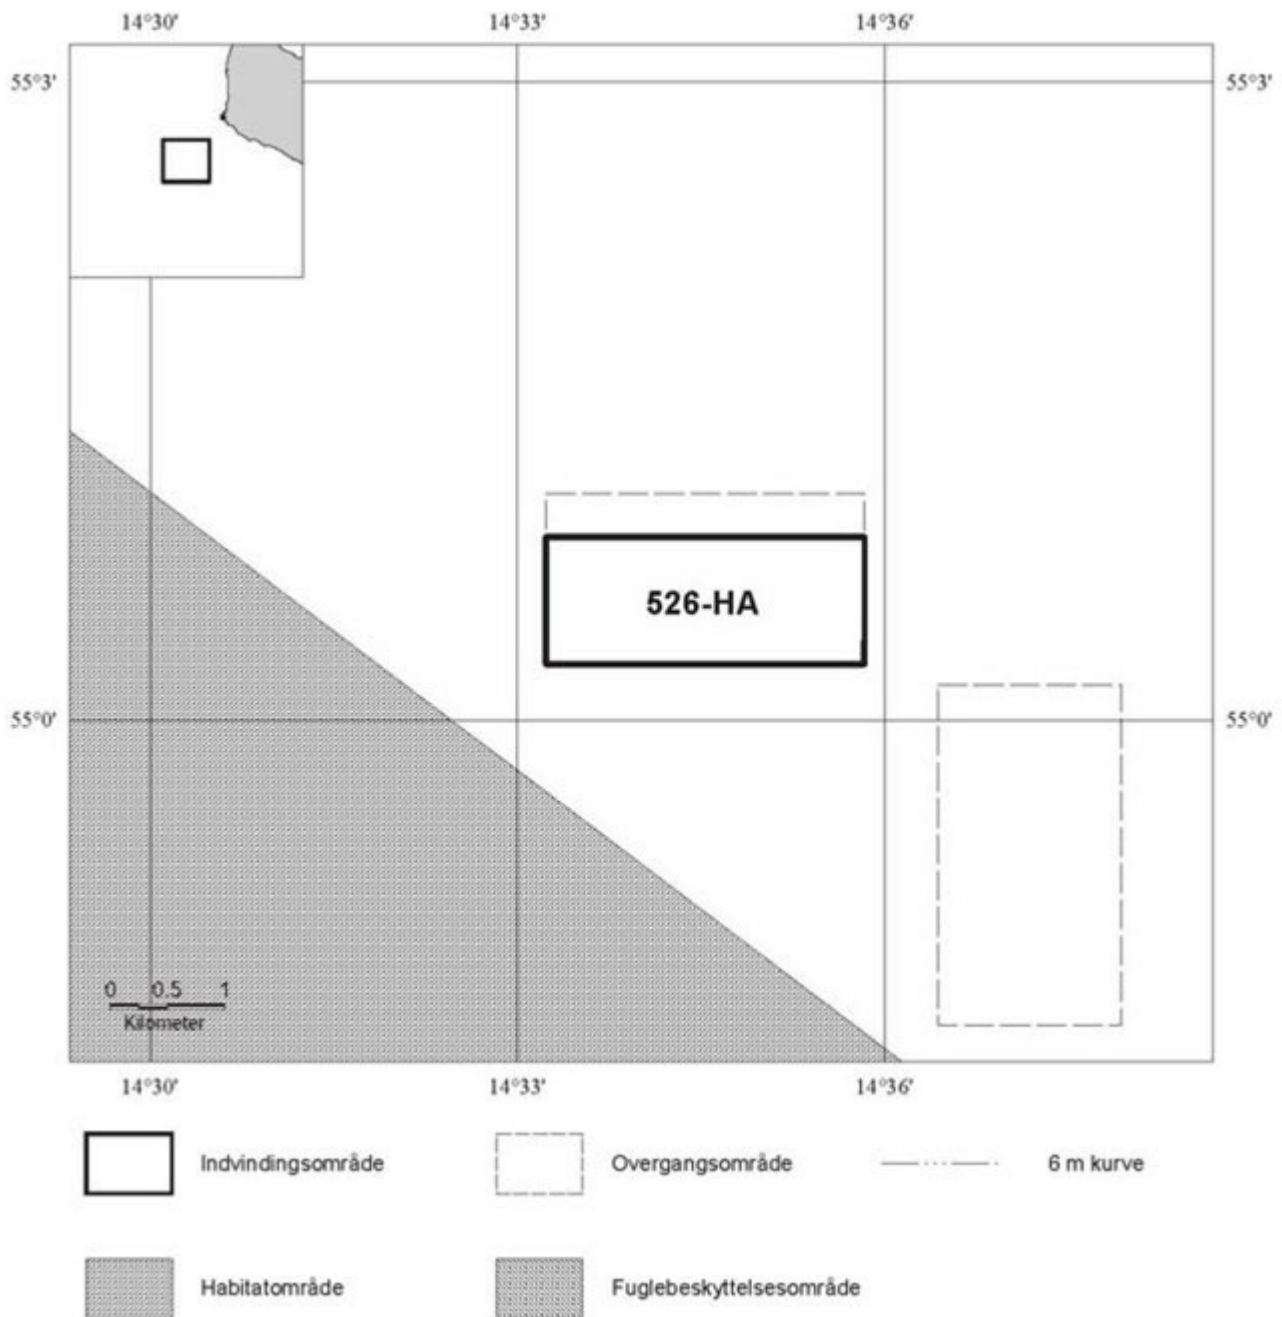 14°30' 14°33' 14°36'
55°3' 55°3'
526-HA
55°0' 55°0'
0 0.5 1
Kilometer
14°30' 14°33' 14°36'
Indvindingsområde Overgangsområde 6 m kurve
Habitatområde Fuglebeskyttelsesområde